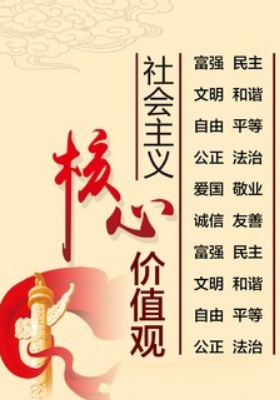 社会主义
核心
价值观
富强 民主
文明 和谐
自由 平等
公正 法治
爱国 敬业
诚信 友善
富强 民主
文明 和谐
自由 平等
公正 法治